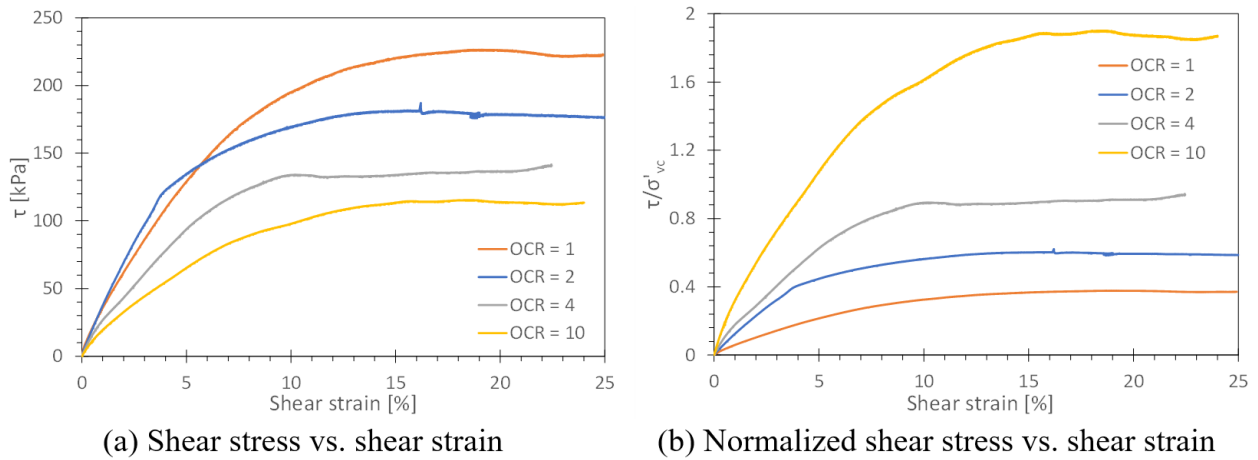 250
200
150
100
50
0
τ [kPa]
0 5 10 15 20 25
Shear strain [%]
OCR = 1
OCR = 2
OCR = 4
OCR = 10
(a) Shear stress vs. shear strain
2
1.6
1.2
0.8
0.4
0
τ/σ'vc
0 5 10 15 20 25
Shear strain [%]
OCR = 1
OCR = 2
OCR = 4
OCR = 10
(b) Normalized shear stress vs. shear strain